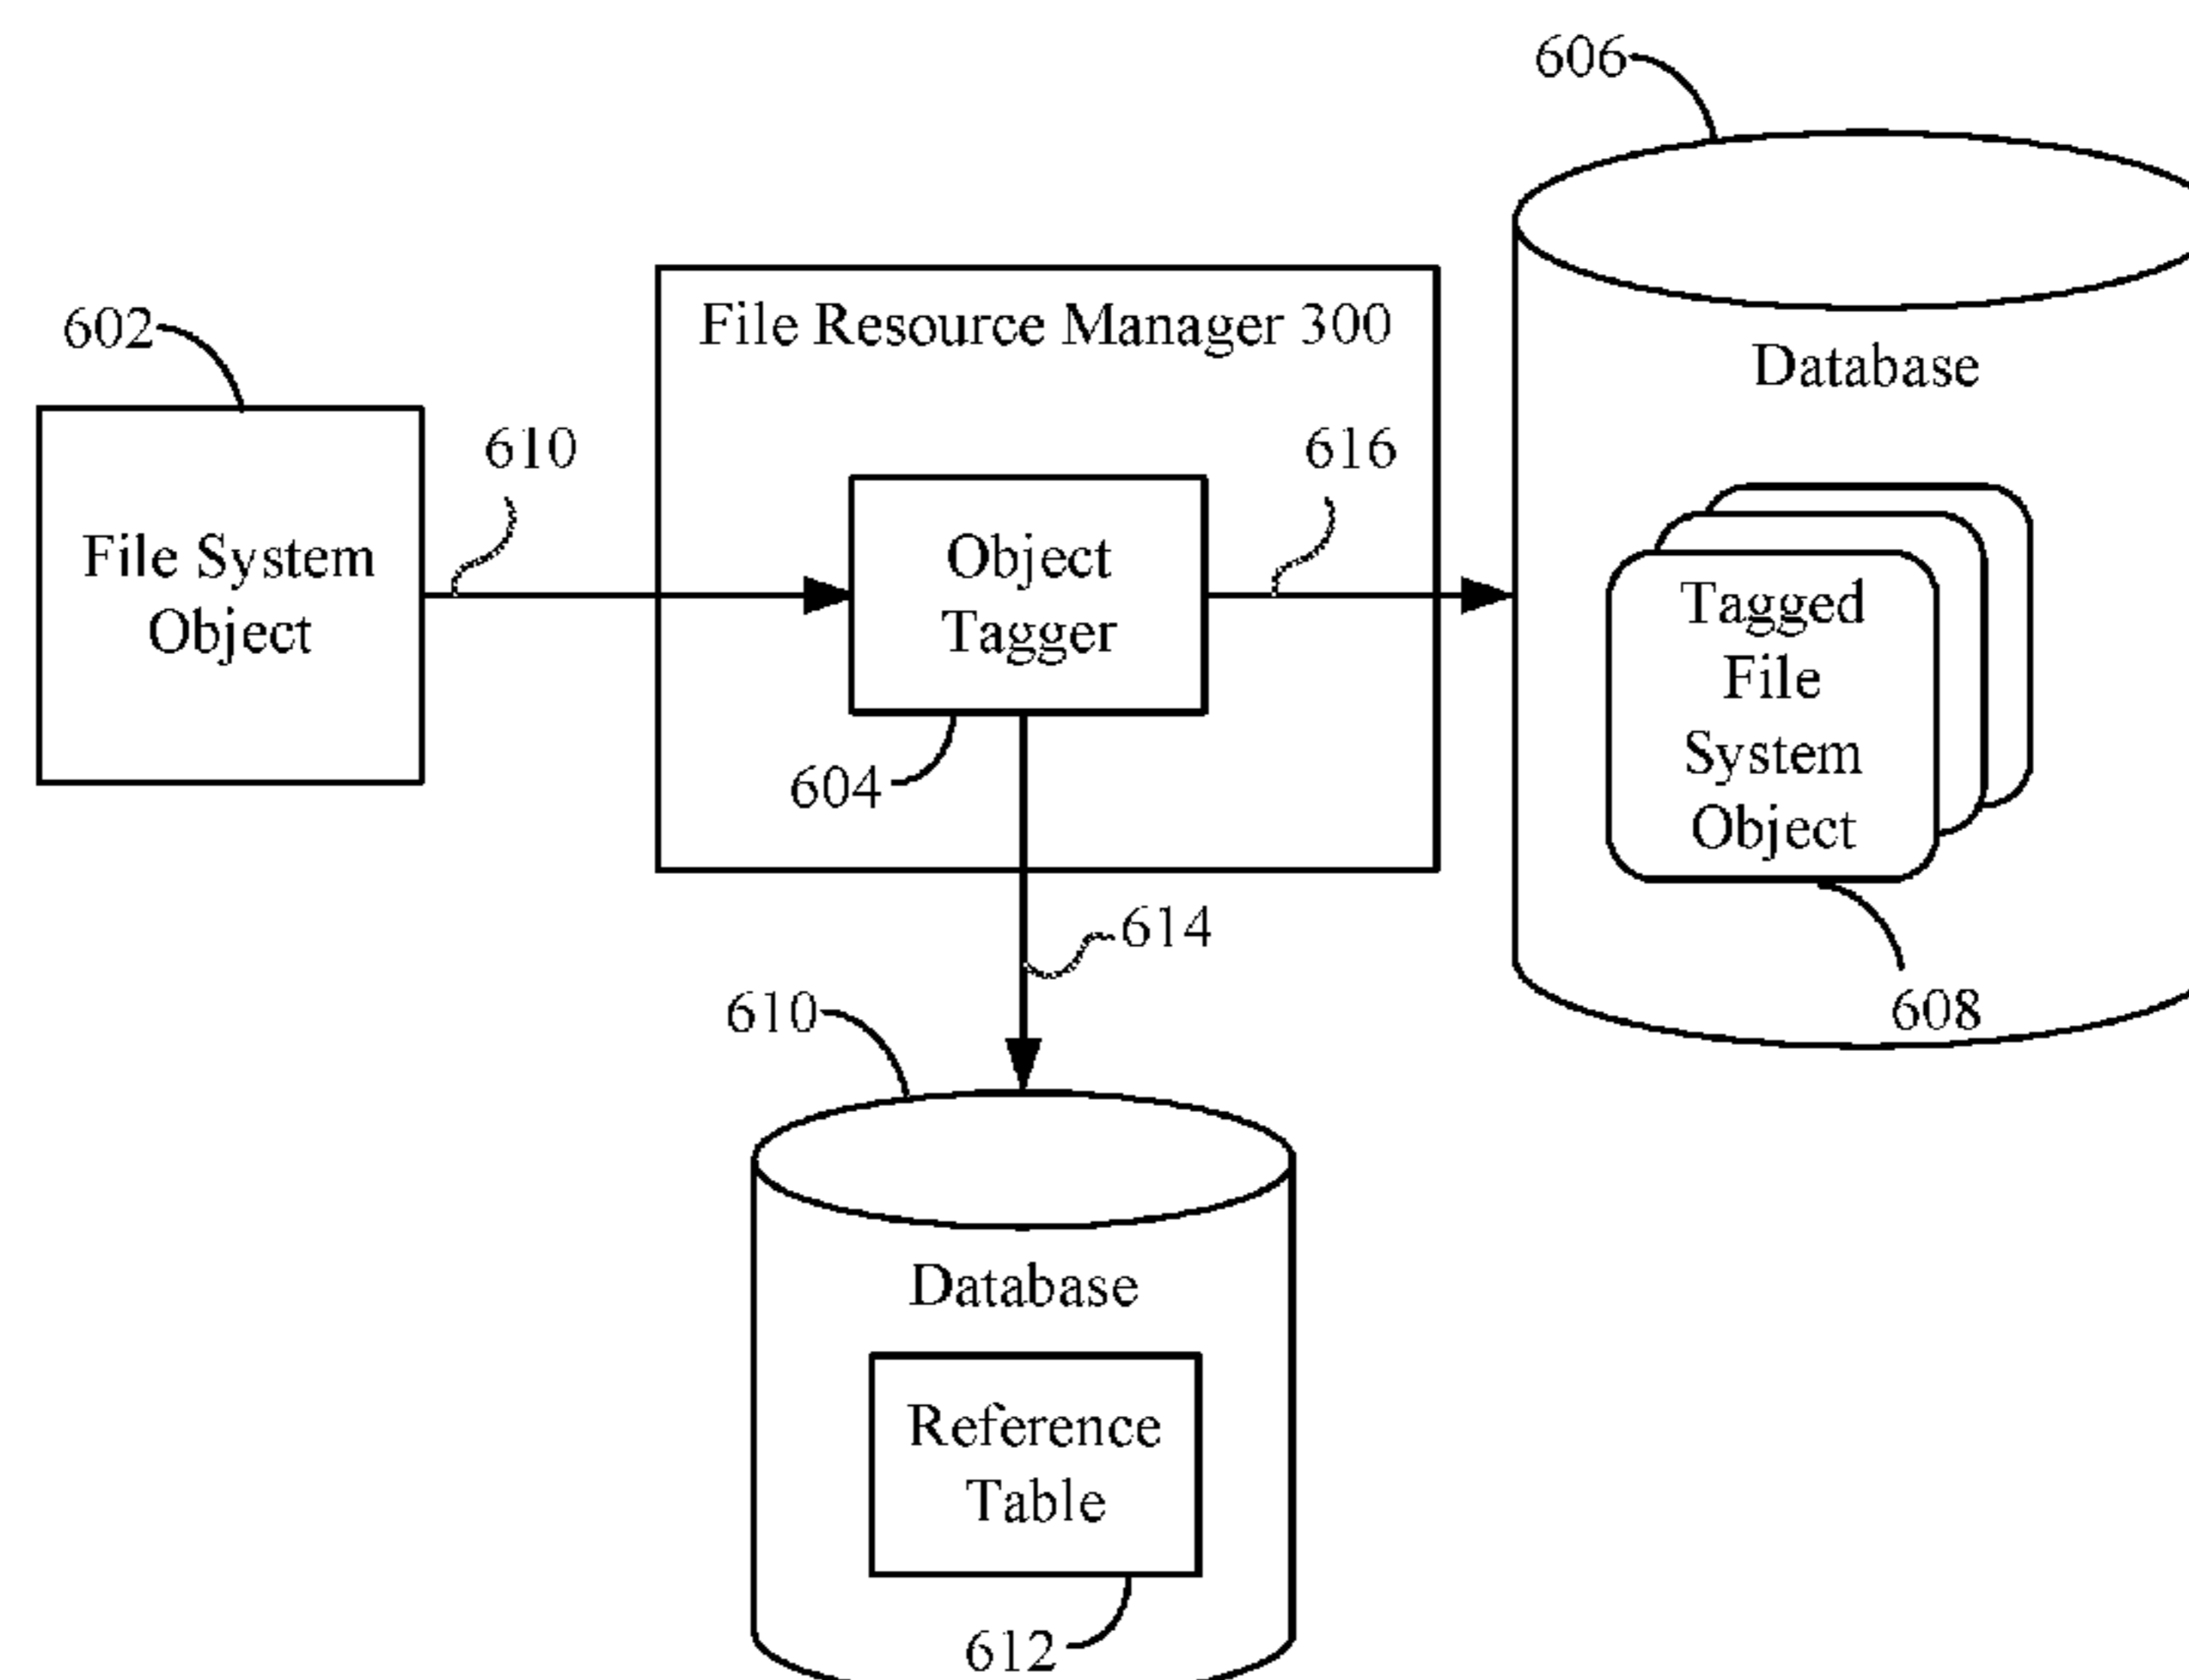 606
602
File Resource Manager 300
Database
610
616
File System
Object
Object
Tagger
Tagged
File
System
Object
604
614
608
610
Database
Reference
Table
612